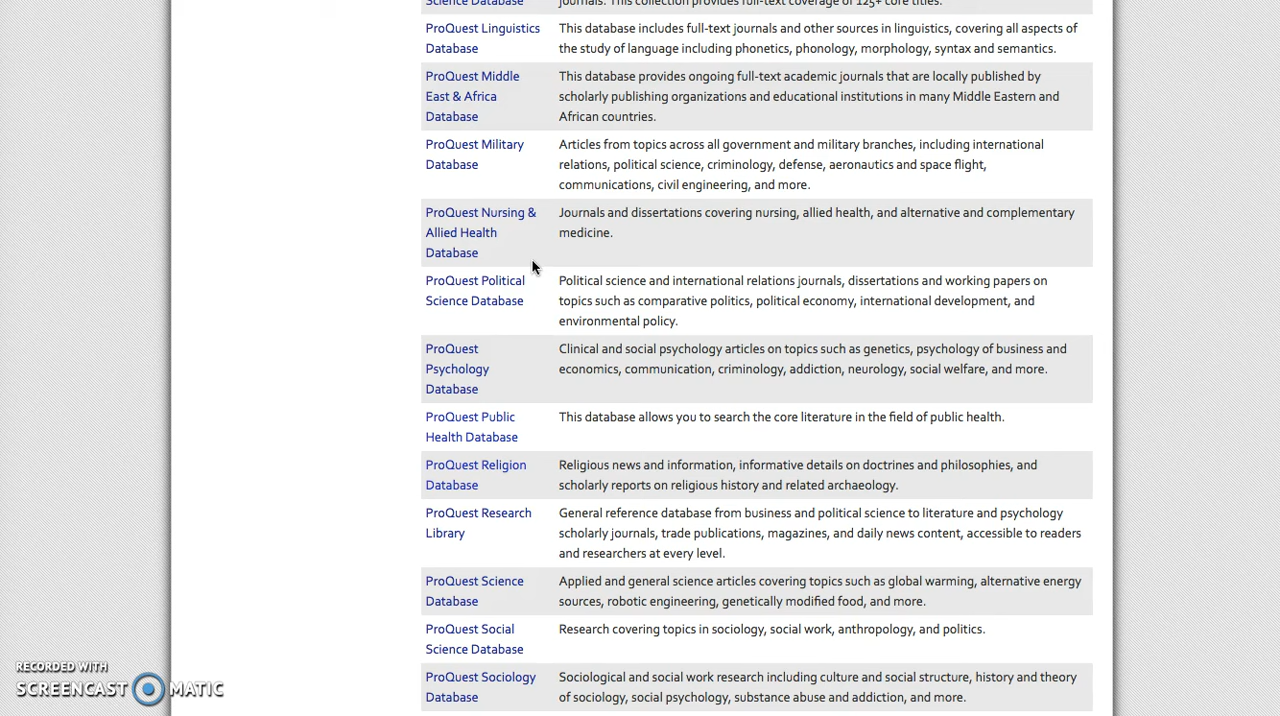 Science Database
journals. This collection provides full-text coverage of 125+ core titles.
ProQuest Linguistics
Database
This database includes full-text journals and other sources in linguistics, covering all aspects
of the study of language including phonetics, phonology, morphology, syntax and semantics.
ProQuest Middle
East & Africa
Database
This database provides ongoing full-text academic journals that are locally published by
scholarly publishing organizations and educational institutions in many Middle Eastern and
African countries.
ProQuest Military
Database
Articles from topics across all government and military branches, including international
relations, political science, criminology, defense, aeronautics and space flight,
communications, civil engineering, and more.
ProQuest Nursing &
Allied Health
Database
Journals and dissertations covering nursing, allied health, and alternative and complementary
medicine.
ProQuest Political
Science Database
Political science and international relations journals, dissertations and working papers on
topics such as comparative politics, political economy, international development, and
environmental policy.
ProQuest
Psychology
Database
Clinical and social psychology articles on topics such as genetics, psychology of business and
economics, communication, criminology, addiction, neurology, social welfare, and more.
ProQuest Public
Health Database
This database allows you to search the core literature in the field of public health.
ProQuest Religion
Database
Religious news and information, informative details on doctrines and philosophies, and
scholarly reports on religious history and related archaeology.
ProQuest Research
Library
General reference database from business and political science to literature and psychology
scholarly journals, trade publications, magazines, and daily news content, accessible to readers
and researchers at every level.
ProQuest Science
Database
Applied and general science articles covering topics such as global warming, alternative energy
sources, robotic engineering, genetically modified food, and more.
ProQuest Social
Science Database
Research covering topics in sociology, social work, anthropology, and politics.
ProQuest Sociology
Database
Sociological and social work research including culture and social structure, history and theory
of sociology, social psychology, substance abuse and addiction, and more.
RECORDED WITH
SCREENCAST MATIC